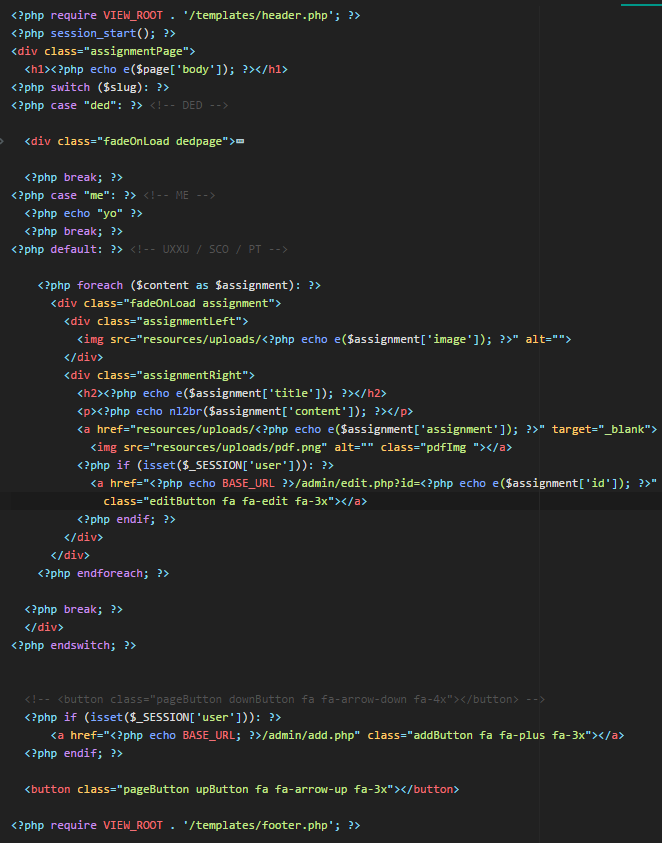 <?php require VIEW_ROOT . '/templates/header.php'; ?>
<?php session_start(); ?>
<div class="assignmentPage">
<h1><?php echo e($page['body']); ?></h1>
<?php switch ($slug): ?>
<?php case "ded": ?> <!-- DED -->
<div class="fadeOnLoad dedpage">
<?php break; ?>
<?php case "me": ?> <!-- ME -->
<?php echo "yo" ?>
<?php break; ?>
<?php default: ?> <!-- UXXU / SCO / PT -->
<?php foreach ($content as $assignment): ?>
<div class="fadeOnLoad assignment">
<div class="assignmentLeft">
<img src="resources/uploads/<?php echo e($assignment['image']); ?>" alt="">
</div>
<div class="assignmentRight">
<h2><?php echo e($assignment['title']); ?></h2>
<p><?php echo nl2br($assignment['content']); ?></p>
<a href="resources/uploads/<?php echo e($assignment['assignment']); ?>" target="_blank">
<img src="resources/uploads/pdf.png" alt="" class="pdfImg "></a>
<?php if (isset($_SESSION['user'])): ?>
<a href="<?php echo BASE_URL ?>/admin/edit.php?id=<?php echo e($assignment['id']); ?>"
class="editButton fa fa-edit fa-3x"></a>
<?php endif; ?>
</div>
</div>
<?php endforeach; ?>
<?php break; ?>
</div>
<?php endswitch; ?>
<!-- <button class="pageButton downButton fa fa-arrow-down fa-4x"></button> -->
<?php if (isset($_SESSION['user'])): ?>
<a href="<?php echo BASE_URL; ?>/admin/add.php" class="addButton fa fa-plus fa-3x"></a>
<?php endif; ?>
<button class="pageButton upButton fa fa-arrow-up fa-3x"></button>
<?php require VIEW_ROOT . '/templates/footer.php'; ?>